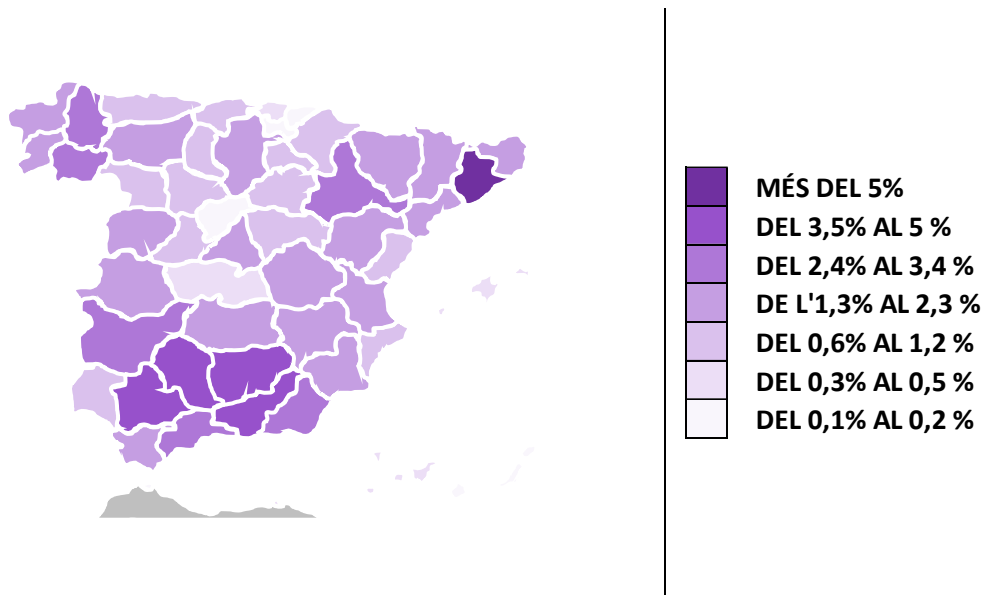 MÉS DEL 5%
DEL 3,5% AL 5 %
DEL 2,4% AL 3,4 %
DE L'1,3% AL 2,3 %
DEL 0,6% AL 1,2 %
DEL 0,3% AL 0,5 %
DEL 0,1% AL 0,2 %